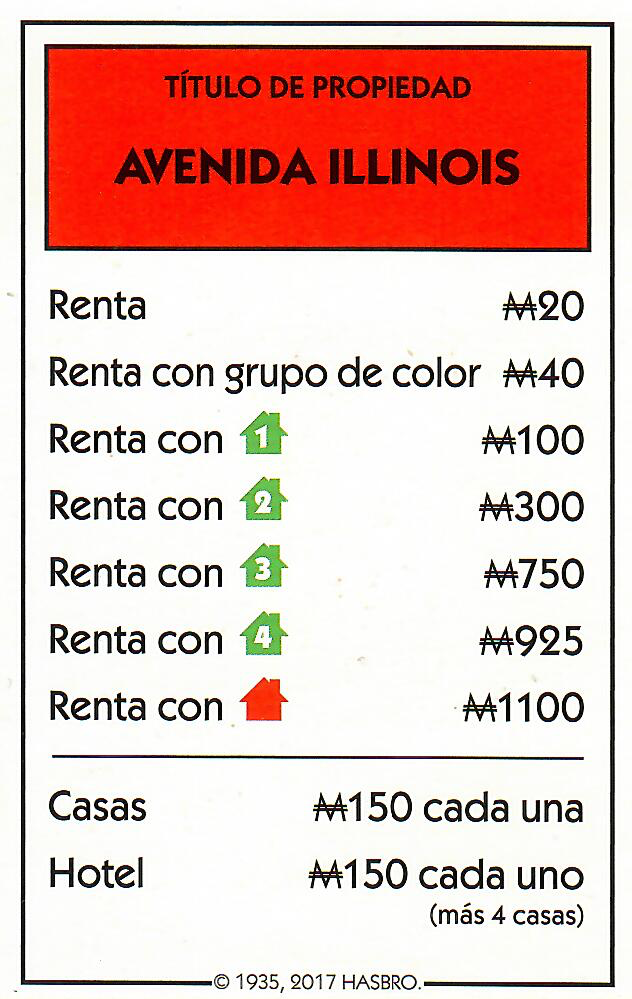 TÍTULO DE PROPIEDAD
AVENIDA ILLINOIS
Renta ₩20
Renta con grupo de color ₩40
Renta con 1 ₩100
Renta con 2 ₩300
Renta con 3 ₩750
Renta con 4 ₩925
Renta con ₩1100
Casas ₩150 cada una
Hotel ₩150 cada uno
(más 4 casas)
© 1935, 2017 HASBRO.